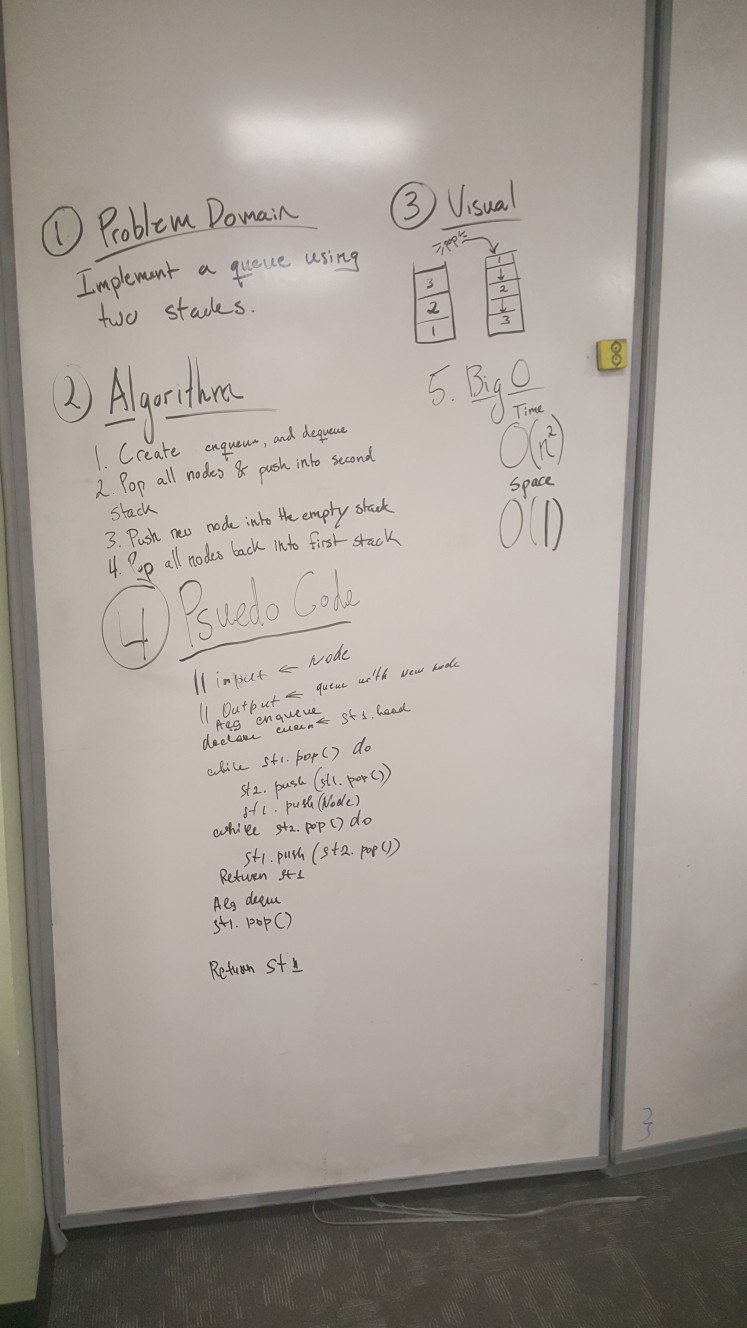 ① Problem Domain
Implement a queue using
two stacks.
② Algorithm
1. Create enqueue, and dequeue
2. Pop all nodes & push into second
stack
3. Push new node into the empty stack
4. Pop all nodes back into first stack
③ Visual
pop
3
2
1
1
2
3
④ Psuedo Code
// input ← Node
// Output ← queue with new node
Alg enqueue
declare ← st1.head
while st1.pop() do
st2.push(st1.pop())
st1.push(Node)
while st2.pop() do
st1.push(st2.pop())
Return st1
Alg dequ
st1.pop()
Return st1
5. Big O
Time
O(n²)
Space
O(1)